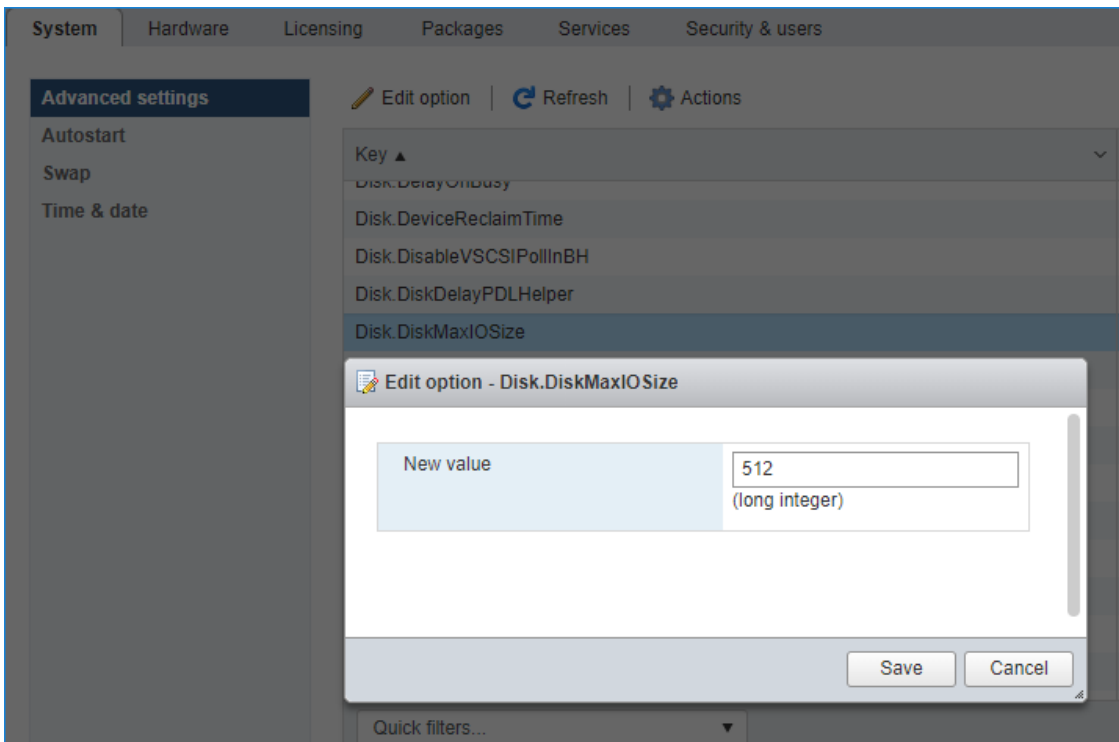 System Hardware Licensing Packages Services Security & users
Advanced settings
Autostart
Swap
Time & date
Edit option Refresh Actions
Key ▲
Disk.DelayOnBusy
Disk.DeviceReclaimTime
Disk.DisableVSCSIPollInBH
Disk.DiskDelayPDLHelper
Disk.DiskMaxIOSize
Edit option - Disk.DiskMaxIOSize
New value 512
(long integer)
Save Cancel
Quick filters...